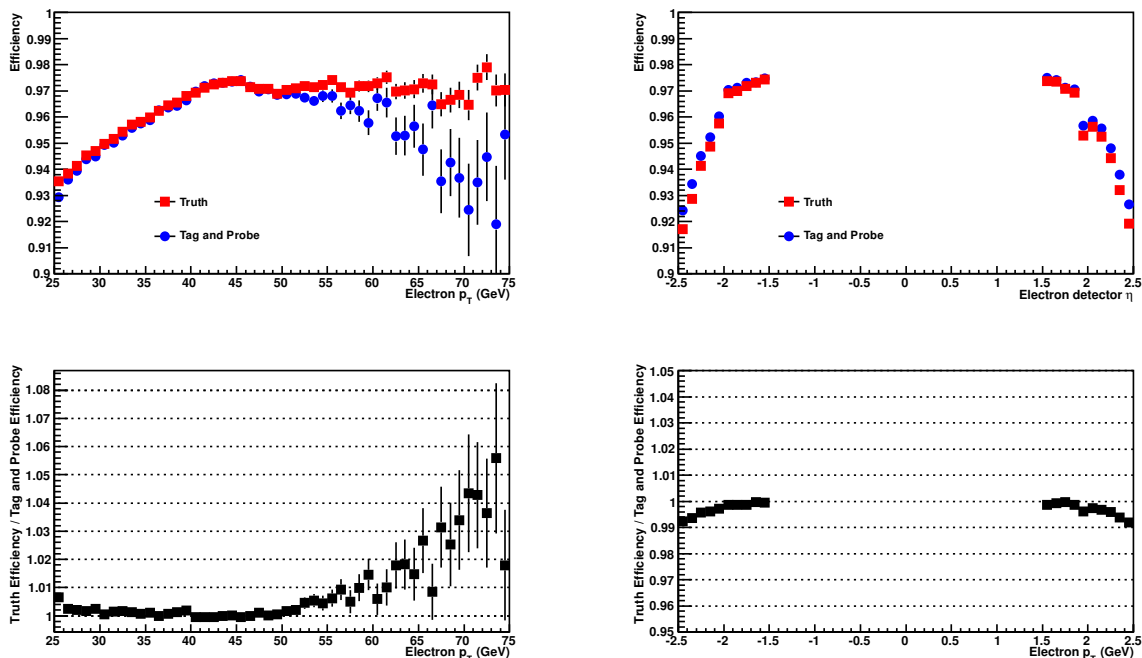 Efficiency
1
0.99
0.98
0.97
0.96
0.95
0.94
0.93
0.92
0.91
0.9
Truth
Tag and Probe
25 30 35 40 45 50 55 60 65 70 75
Electron p_T (GeV)
Efficiency
1
0.99
0.98
0.97
0.96
0.95
0.94
0.93
0.92
0.91
0.9
Truth
Tag and Probe
-2.5 -2 -1.5 -1 -0.5 0 0.5 1 1.5 2 2.5
Electron detector η
Truth Efficiency / Tag and Probe Efficiency
1.08
1.07
1.06
1.05
1.04
1.03
1.02
1.01
1
25 30 35 40 45 50 55 60 65 70 75
Electron p_T (GeV)
Truth Efficiency / Tag and Probe Efficiency
1.05
1.04
1.03
1.02
1.01
1
0.99
0.98
0.97
0.96
0.95
-2.5 -2 -1.5 -1 -0.5 0 0.5 1 1.5 2 2.5
Electron p_T (GeV)